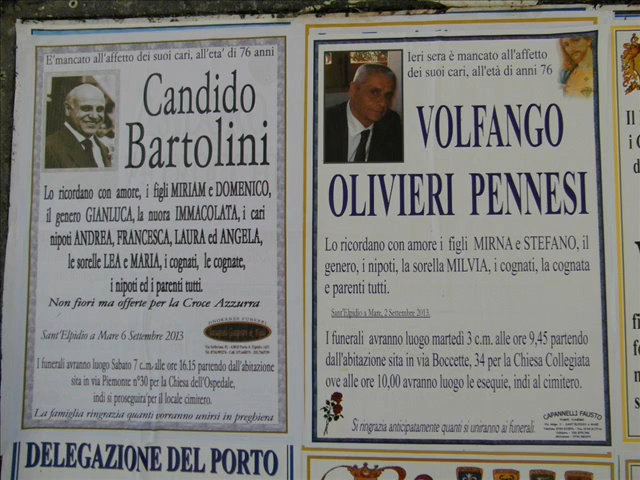 E'mancato all'affetto dei suoi cari, all'eta' di 76 anni
Candido
Bartolini
Lo ricordano con amore, i figli MIRIAM e DOMENICO,
il genero GIANLUCA, la nuora IMMACOLATA, i cari
nipoti ANDREA, FRANCESCA, LAURA ed ANGELA,
le sorelle LEA e MARIA, i cognati, le cognate,
i nipoti ed i parenti tutti.
Non fiori ma offerte per la Croce Azzurra
Sant'Elpidio a Mare 6 Settembre 2013
ONORANZE FUNEBRI
I funerali avranno luogo Sabato 7 c.m. alle ore 16.15 partendo dall'abitazione
sita in via Piemonte n°30 per la Chiesa dell'Ospedale,
indi si proseguita per il locale cimitero.
La famiglia ringrazia quanti vorranno unirsi in preghiera
DELEGAZIONE DEL PORTO
Ieri sera è mancato all'affetto
dei suoi cari, all'età di anni 76
VOLFANGO
OLIVIERI PENNESI
Lo ricordano con amore i figli MIRNA e STEFANO, il
genero, i nipoti, la sorella MILVIA, i cognati, la cognata
e parenti tutti.
Sant'Elpidio a Mare, 2 Settembre 2013.
I funerali avranno luogo martedì 3 c.m. alle ore 9,45 partendo
dall'abitazione sita in via Boccette, 34 per la Chiesa Collegiata
ove alle ore 10,00 avranno luogo le esequie, indi al cimitero.
CAPANNELLI FAUSTO
Si ringraziano anticipatamente quanti si uniranno ai funerali.